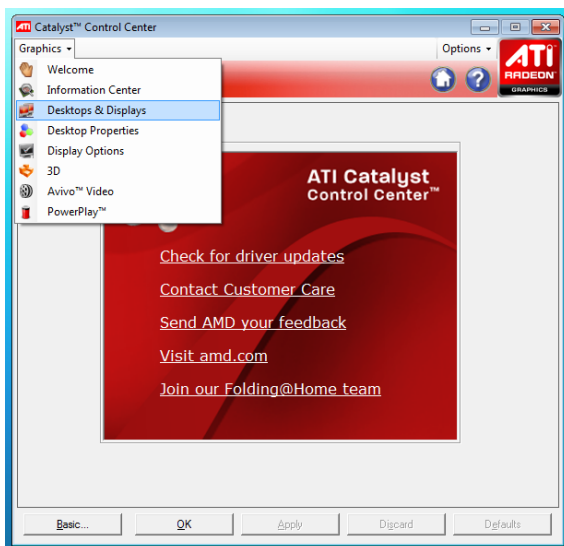 ATI Catalyst™ Control Center
Graphics
Options
ATI
RADEON
GRAPHICS
Welcome
Information Center
Desktops & Displays
Desktop Properties
Display Options
3D
Avivo™ Video
PowerPlay™
ATI Catalyst
Control Center™
Check for driver updates
Contact Customer Care
Send AMD your feedback
Visit amd.com
Join our Folding@Home team
Basic...
OK
Apply
Discard
Defaults